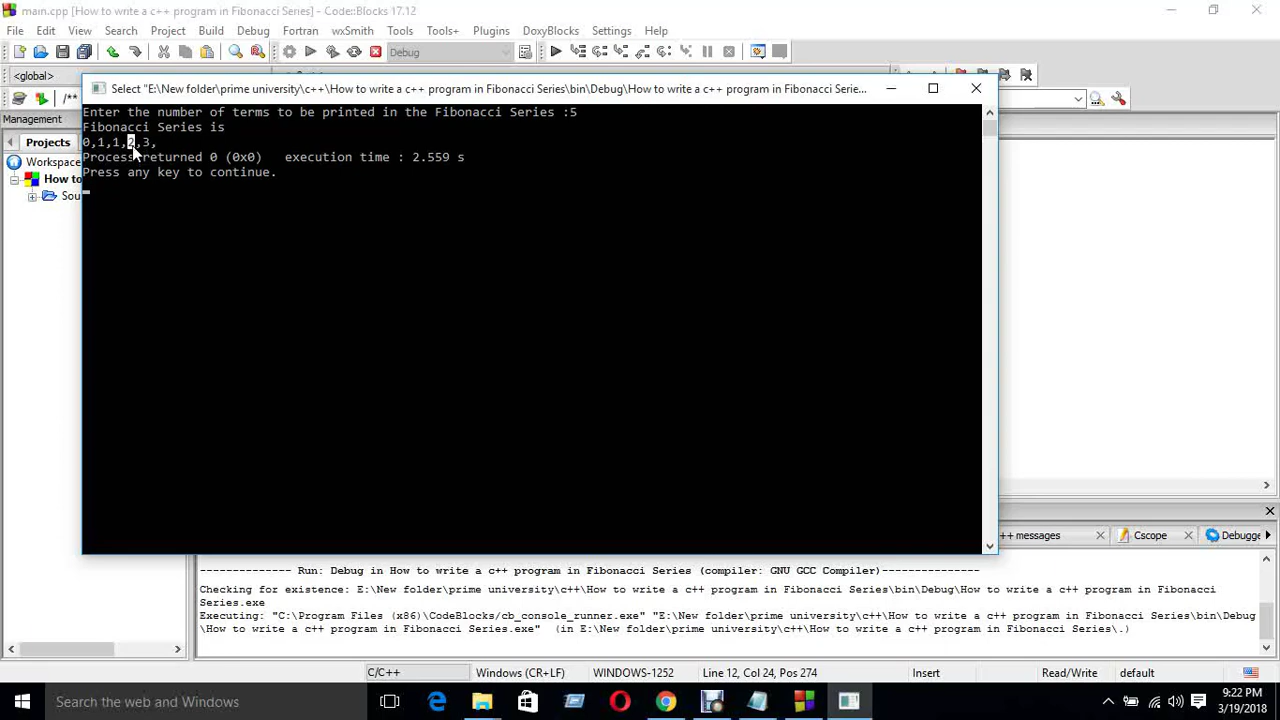 main.cpp [How to write a c++ program in Fibonacci Series] - Code::Blocks 17.12
File Edit View Search Project Build Debug Fortran wxSmith Tools Tools+ Plugins DoxyBlocks Settings Help
Debug
<global>
/**
Select "E:\New folder\prime university\c++\How to write a c++ program in Fibonacci Series\bin\Debug\How to write a c++ program in Fibonacci Serie...
Management
Enter the number of terms to be printed in the Fibonacci Series :5
Fibonacci Series is
0,1,1,2,3,
Process returned 0 (0x0)   execution time : 2.559 s
Press any key to continue.
Projects
Workspace
How to
Sou
++ messages
Cscope
Debugge
-------------- Run: Debug in How to write a c++ program in Fibonacci Series (compiler: GNU GCC Compiler)---------------
Checking for existence: E:\New folder\prime university\c++\How to write a c++ program in Fibonacci Series\bin\Debug\How to write a c++ program in Fibonacci
Series.exe
Executing: "C:\Program Files (x86)\CodeBlocks/cb_console_runner.exe" "E:\New folder\prime university\c++\How to write a c++ program in Fibonacci Series\bin\Debug
\How to write a c++ program in Fibonacci Series.exe"  (in E:\New folder\prime university\c++\How to write a c++ program in Fibonacci Series\.)
C/C++ Windows (CR+LF) WINDOWS-1252 Line 12, Col 24, Pos 274 Insert Read/Write default
Search the web and Windows
9:22 PM
3/19/2018